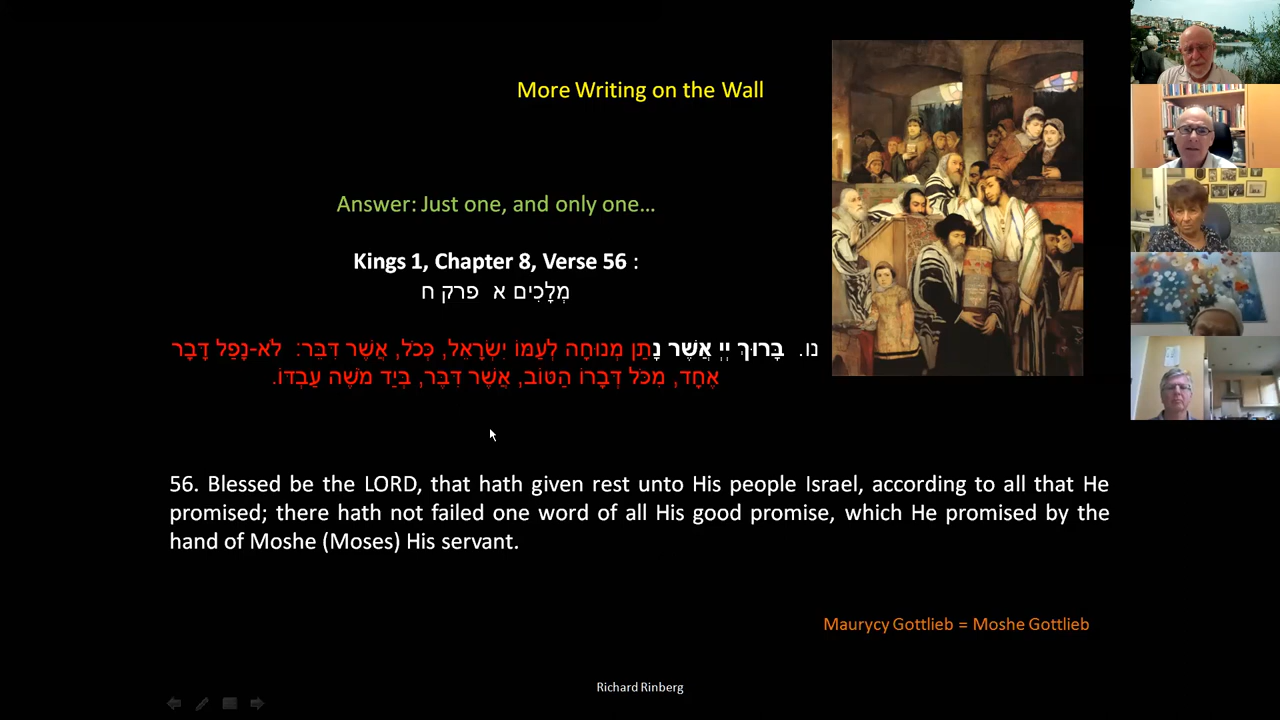 More Writing on the Wall
Answer: Just one, and only one...
Kings 1, Chapter 8, Verse 56 :
מְלָכִים א פרק ח
נו. בָּרוּךְ יְיָ אֲשֶׁר נָתַן מְנוּחָה לְעַמּוֹ יִשְׂרָאֵל, כְּכֹל, אֲשֶׁר דִּבֵּר: לֹא-נָפַל דָּבָר
אֶחָד, מִכֹּל דְּבָרוֹ הַטּוֹב, אֲשֶׁר דִּבֶּר, בְּיַד מֹשֶׁה עַבְדּוֹ.
56. Blessed be the LORD, that hath given rest unto His people Israel, according to all that He
promised; there hath not failed one word of all His good promise, which He promised by the
hand of Moshe (Moses) His servant.
Maurycy Gottlieb = Moshe Gottlieb
Richard Rinberg